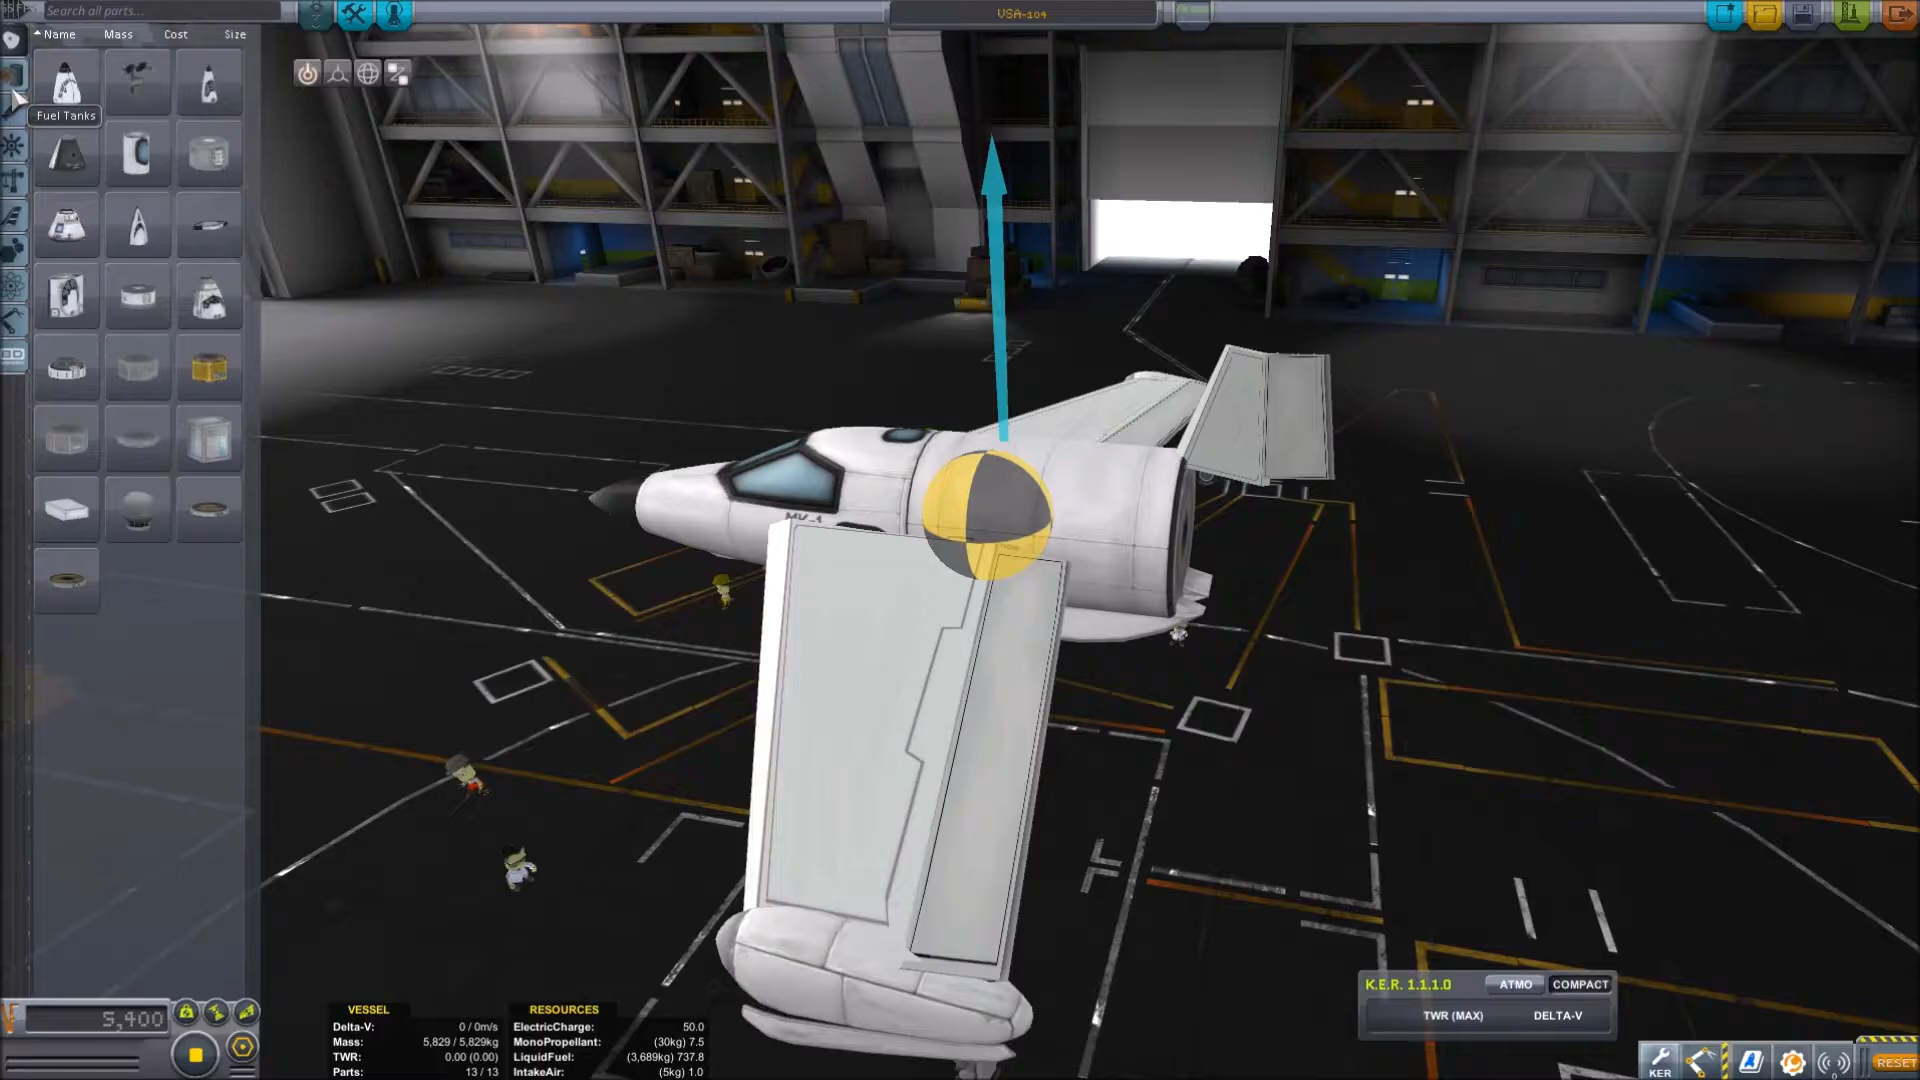 Search all parts...
VSA-104
Name Mass Cost Size
Fuel Tanks
MK-1
5,400
VESSEL
Delta-V: 0 / 0m/s
Mass: 5,829 / 5,829kg
TWR: 0.00 (0.00)
Parts: 13 / 13
RESOURCES
ElectricCharge: 50.0
MonoPropellant: (30kg) 7.5
LiquidFuel: (3,689kg) 737.8
IntakeAir: (5kg) 1.0
K.E.R. 1.1.1.0 ATMO COMPACT
TWR (MAX) DELTA-V
KER
RESET